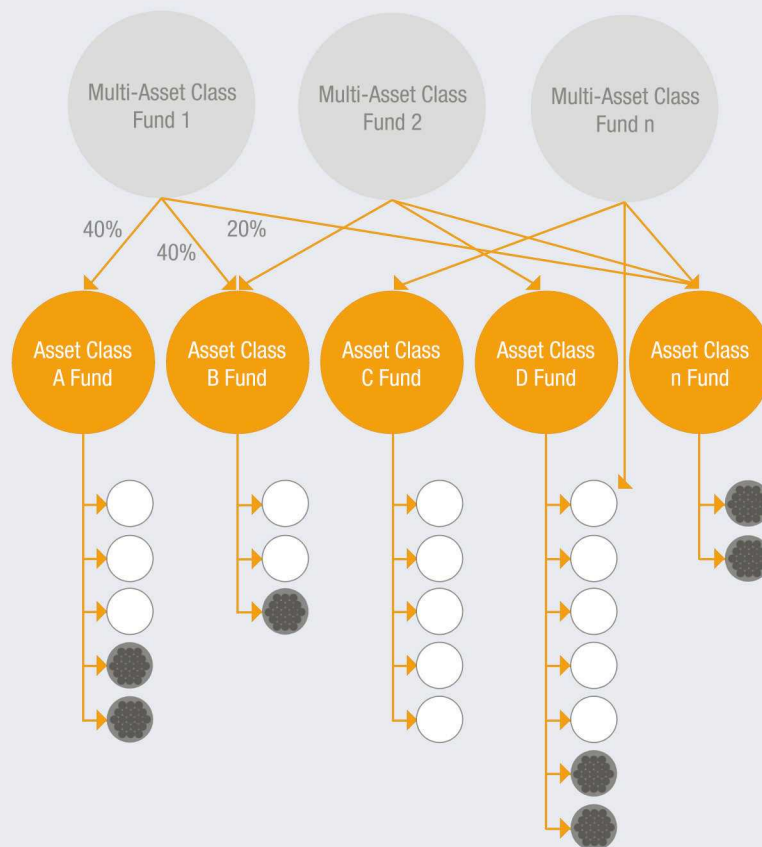 Multi-Asset Class
Fund 1
Multi-Asset Class
Fund 2
Multi-Asset Class
Fund n
40%
40%
20%
Asset Class
A Fund
Asset Class
B Fund
Asset Class
C Fund
Asset Class
D Fund
Asset Class
n Fund